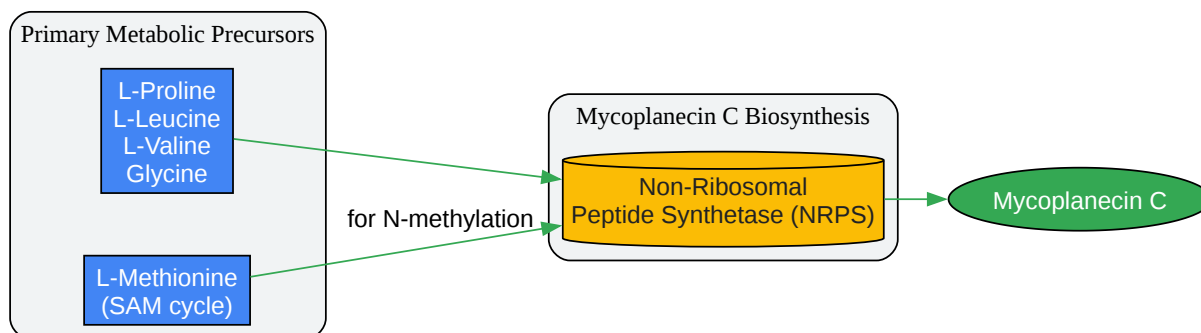 Primary Metabolic Precursors
L-Proline
L-Leucine
L-Valine
Glycine
L-Methionine
(SAM cycle)
for N-methylation
Mycoplanecin C Biosynthesis
Non-Ribosomal
Peptide Synthetase (NRPS)
Mycoplanecin C